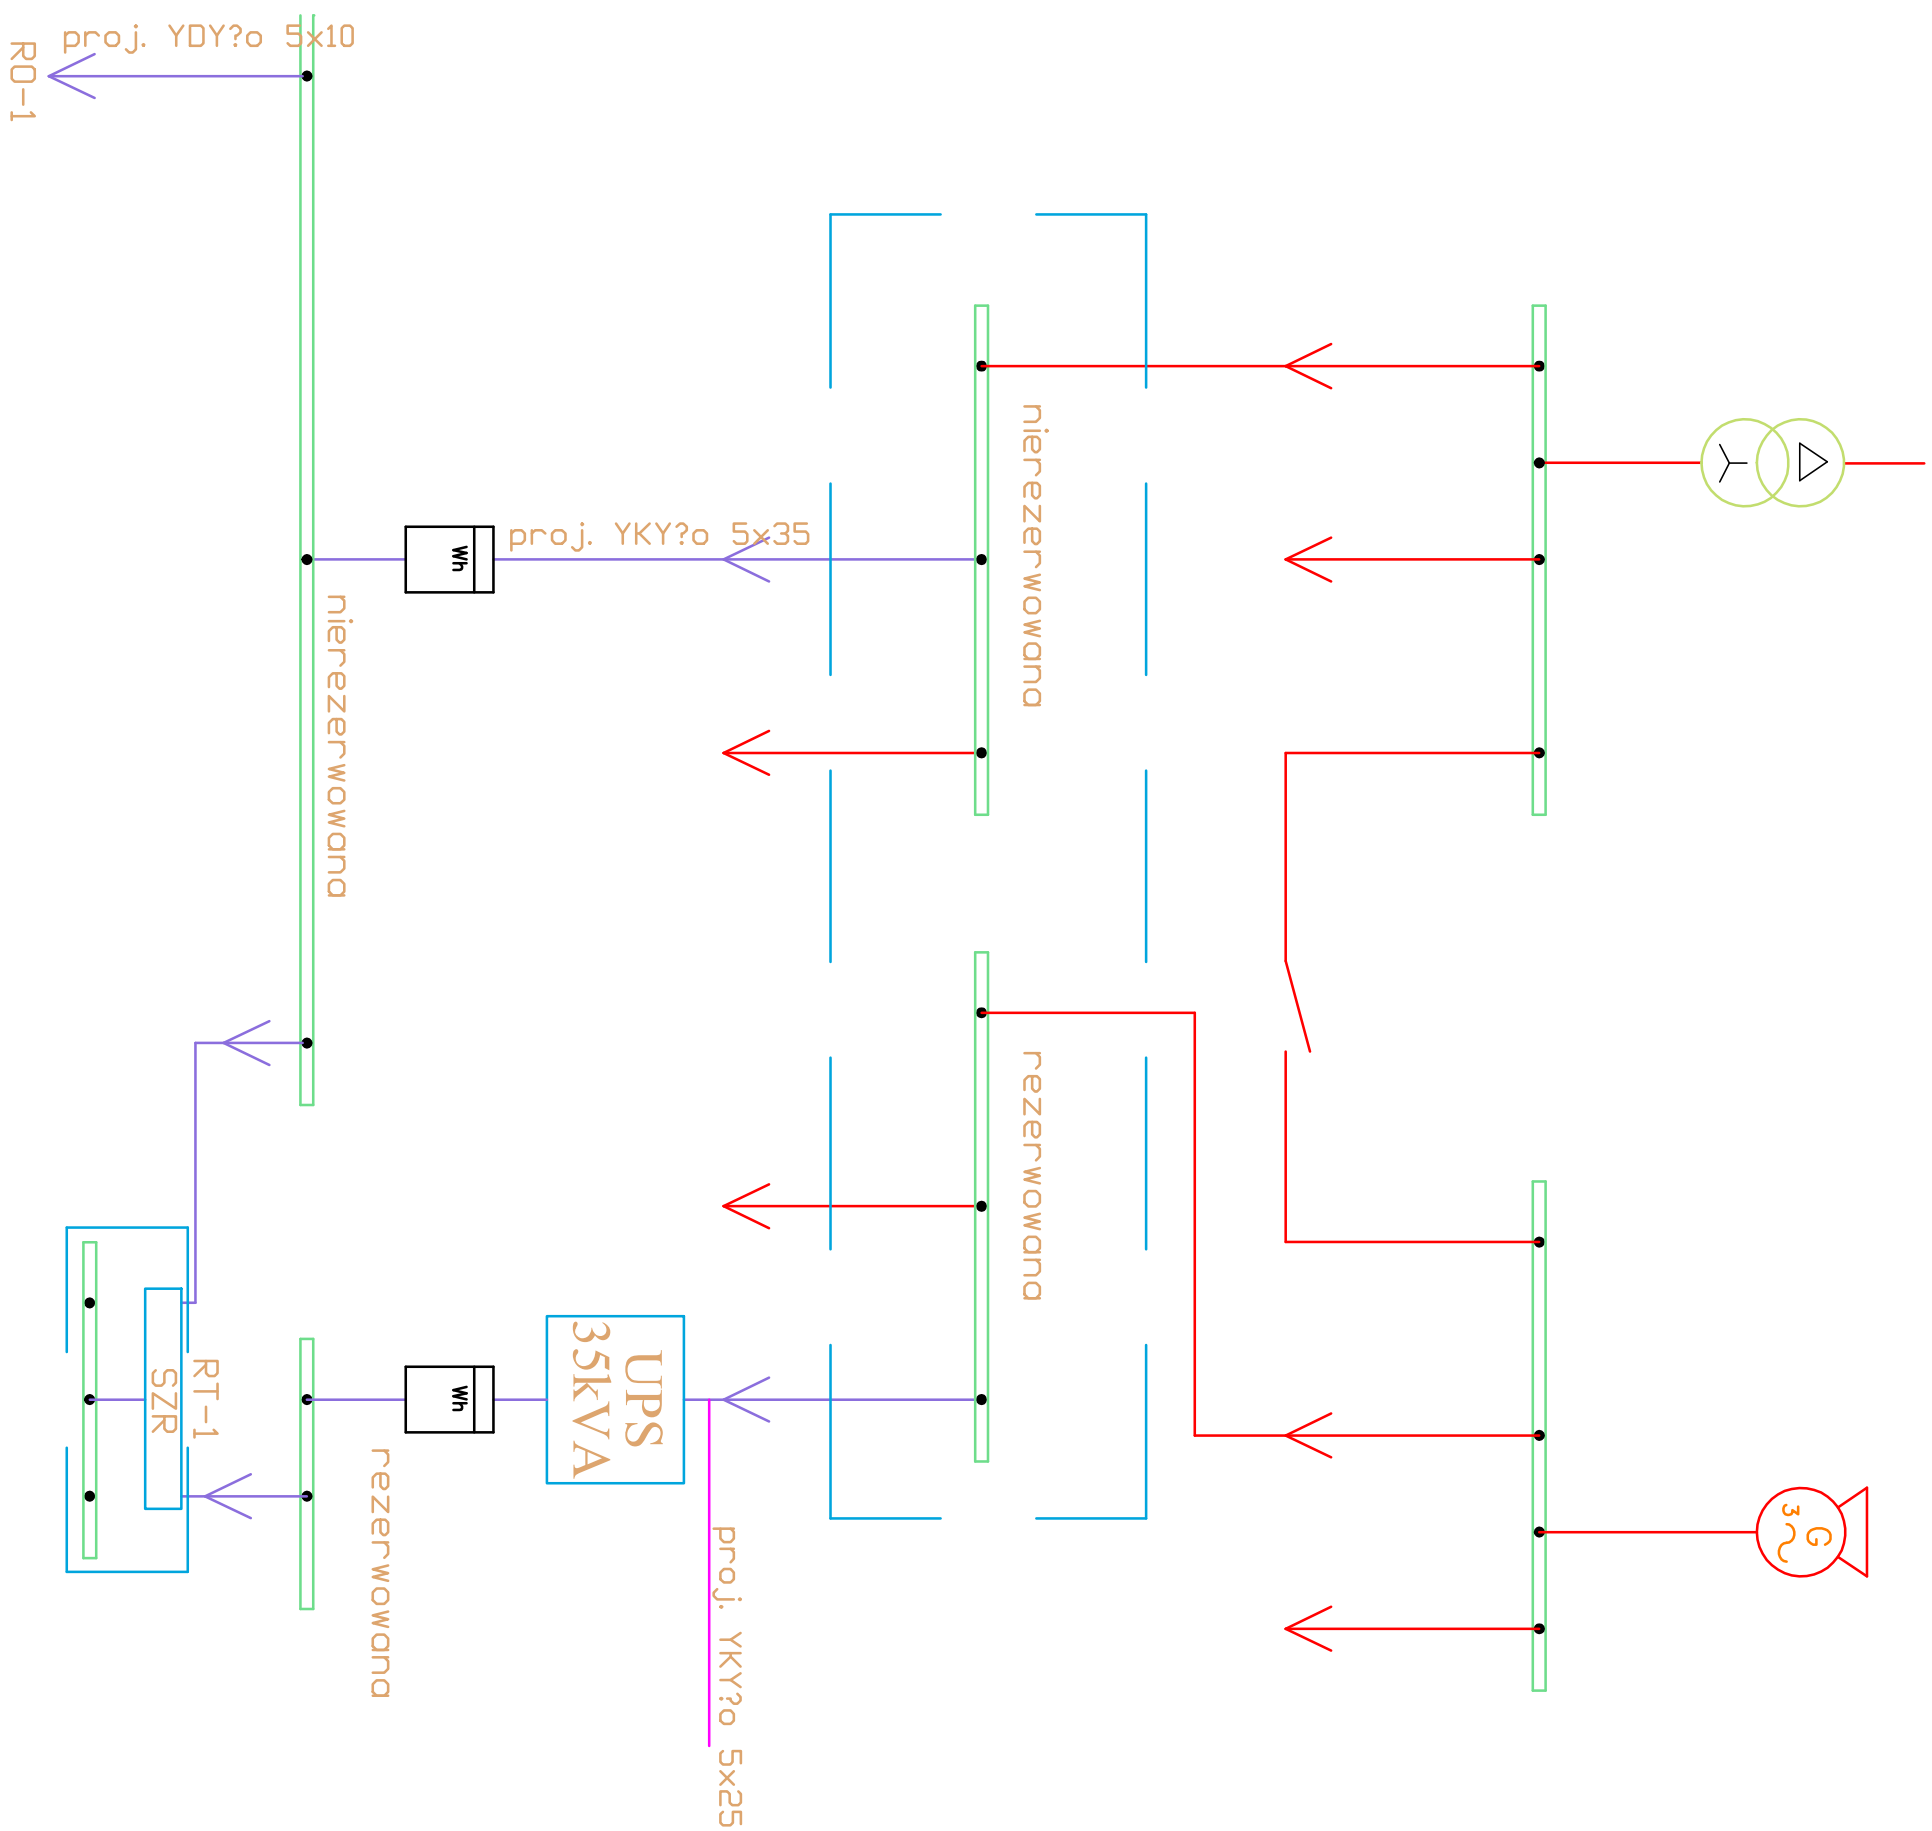 proj. YDY?o 5x10
RO-1
nierezerwowana
proj. YKY?o 5x35
Wh
nierezerwowana
rezerwowana
UPS
35kVA
Wh
RT-1
SZR
rezerwowana
proj. YKY?o 5x25
G
3~